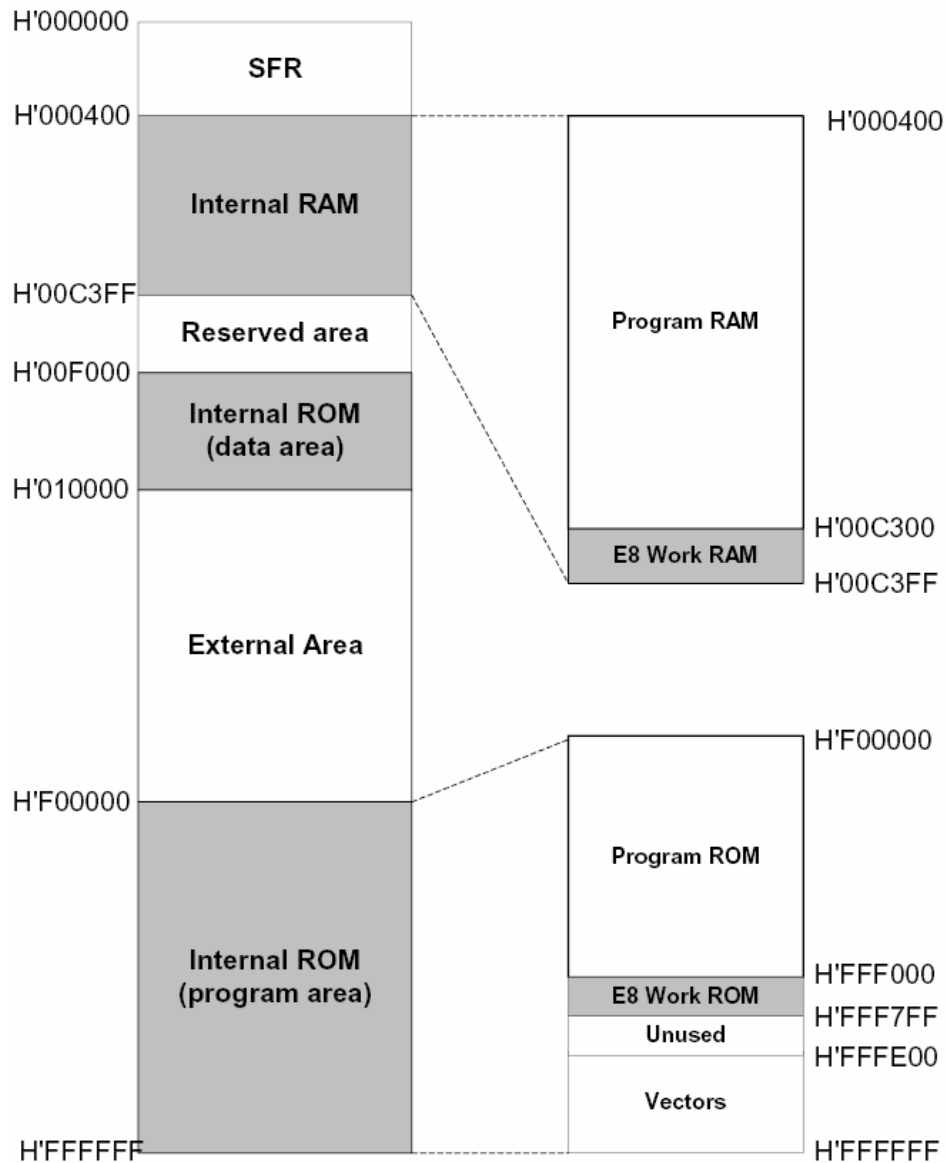 H'000000
SFR
H'000400
H'000400
Internal RAM
H'00C3FF
Program RAM
Reserved area
H'00F000
Internal ROM
(data area)
H'010000
H'00C300
E8 Work RAM
H'00C3FF
External Area
H'F00000
H'F00000
Program ROM
Internal ROM
(program area)
H'FFF000
E8 Work ROM
H'FFF7FF
Unused
H'FFFE00
Vectors
H'FFFFFF
H'FFFFFF